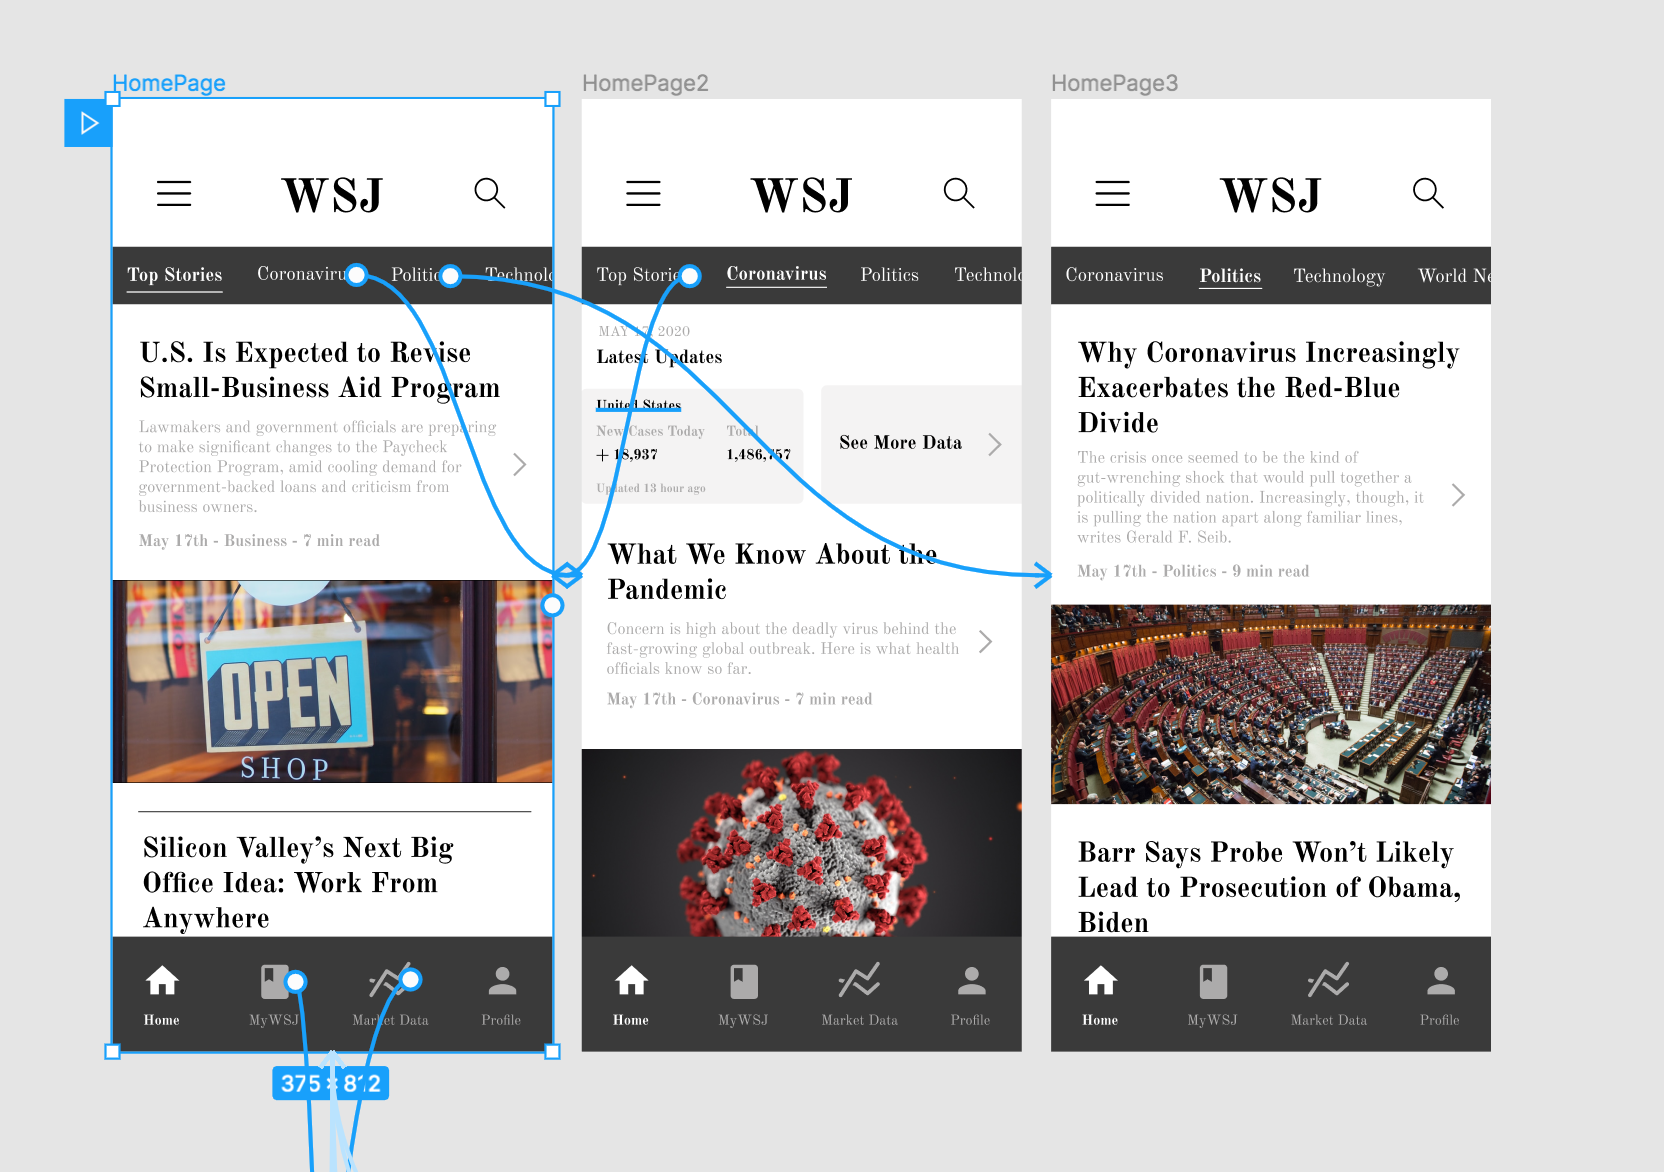 HomePage
HomePage2
HomePage3
WSJ
Top Stories Coronavirus Politics Technolo
U.S. Is Expected to Revise
Small-Business Aid Program
Lawmakers and government officials are preparing
to make significant changes to the Paycheck
Protection Program, amid cooling demand for
government-backed loans and criticism from
business owners.
May 17th - Business - 7 min read
OPEN
SHOP
Silicon Valley’s Next Big
Office Idea: Work From
Anywhere
Home MyWSJ Market Data Profile
375 × 812
WSJ
Top Stories Coronavirus Politics Technolo
MAY 17, 2020
Latest Updates
United States
New Cases Today Total
+ 18,937 1,486,757
Updated 13 hour ago
See More Data
What We Know About the
Pandemic
Concern is high about the deadly virus behind the
fast-growing global outbreak. Here is what health
officials know so far.
May 17th - Coronavirus - 7 min read
Home MyWSJ Market Data Profile
WSJ
Coronavirus Politics Technology World Ne
Why Coronavirus Increasingly
Exacerbates the Red-Blue
Divide
The crisis once seemed to be the kind of
gut-wrenching shock that would pull together a
politically divided nation. Increasingly, though, it
is pulling the nation apart along familiar lines,
writes Gerald F. Seib.
May 17th - Politics - 9 min read
Barr Says Probe Won’t Likely
Lead to Prosecution of Obama,
Biden
Home MyWSJ Market Data Profile